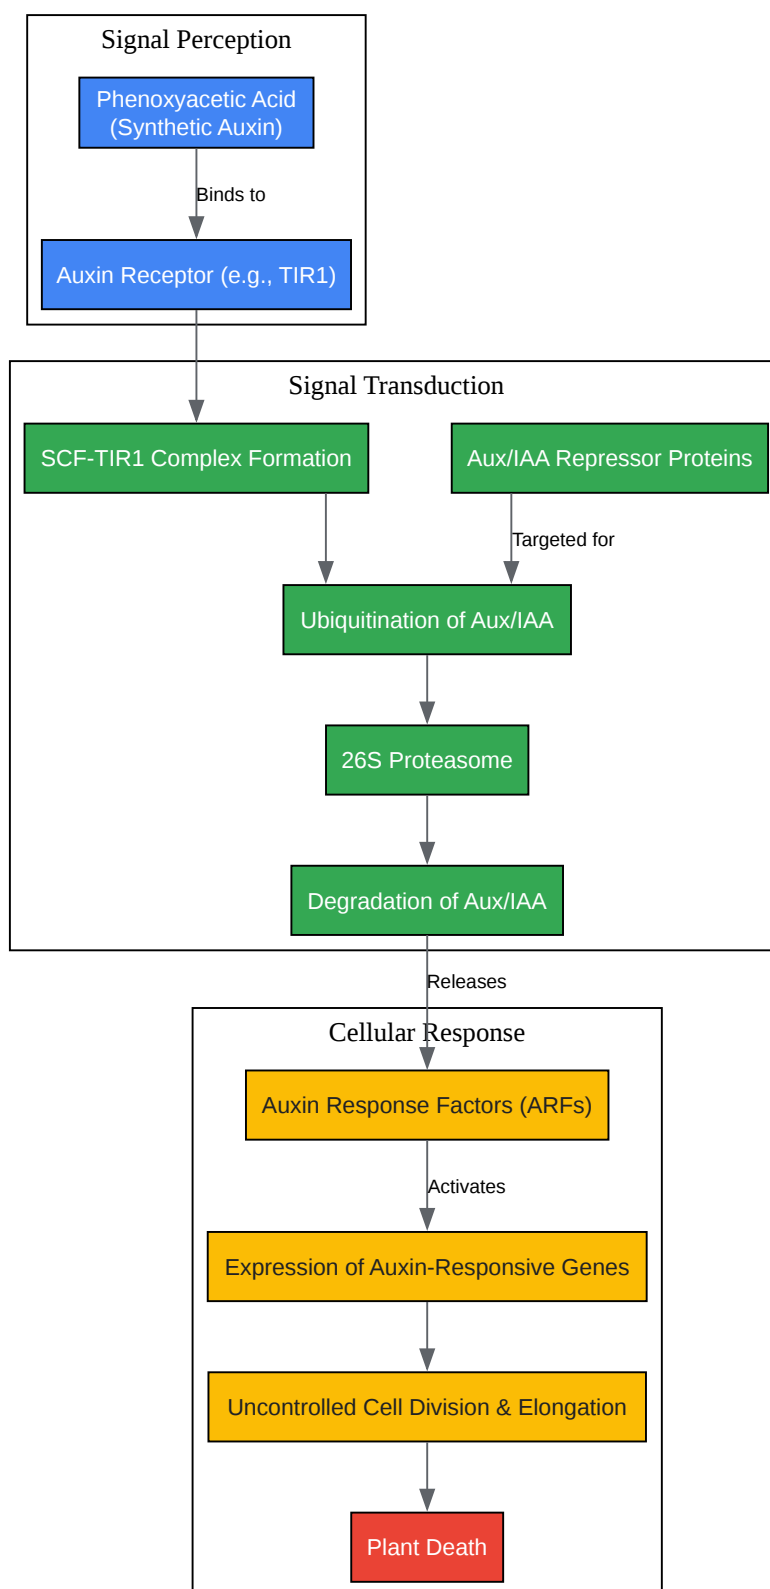 Signal Perception
Phenoxyacetic Acid
(Synthetic Auxin)
Binds to
Auxin Receptor (e.g., TIR1)
Signal Transduction
SCF-TIR1 Complex Formation
Aux/IAA Repressor Proteins
Targeted for
Ubiquitination of Aux/IAA
26S Proteasome
Degradation of Aux/IAA
Releases
Cellular Response
Auxin Response Factors (ARFs)
Activates
Expression of Auxin-Responsive Genes
Uncontrolled Cell Division & Elongation
Plant Death